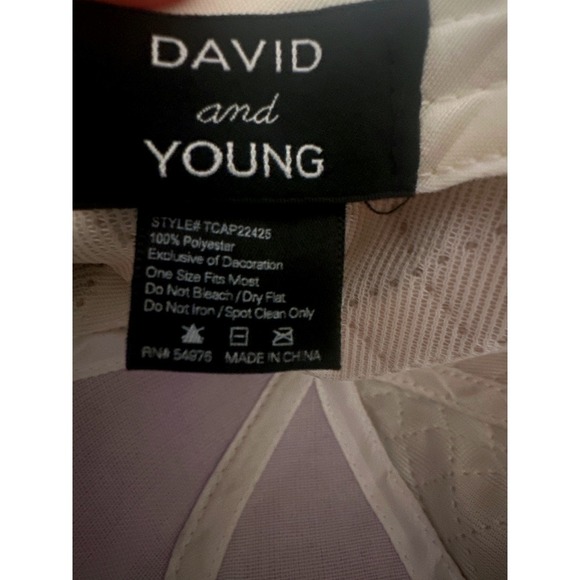 DAVID
and
YOUNG
STYLE# TCAP22425
100% Polyester
Exclusive of Decoration
One Size Fits Most
Do Not Bleach / Dry Flat
Do Not Iron / Spot Clean Only
RN# 54976 MADE IN CHINA